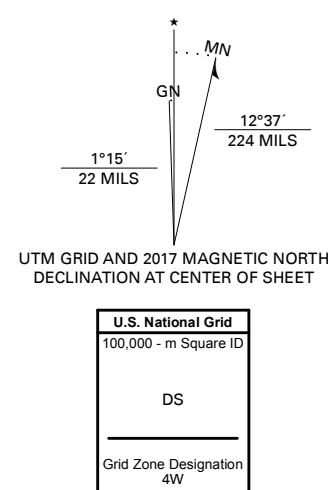 MN
GN
12°37´
224 MILS
1°15´
22 MILS
UTM GRID AND 2017 MAGNETIC NORTH
DECLINATION AT CENTER OF SHEET
U.S. National Grid
100,000 - m Square ID
DS
Grid Zone Designation
4W